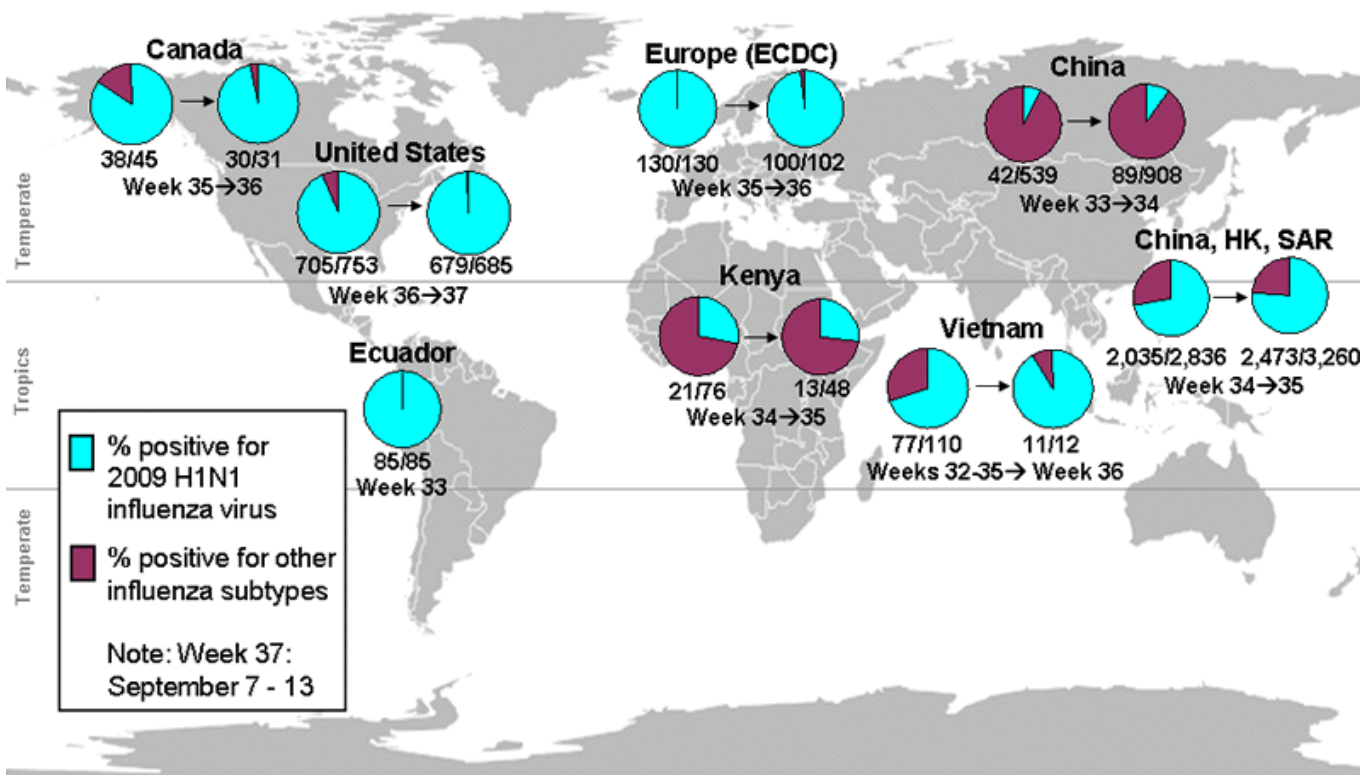 Canada
38/45
30/31
Week 35→36
United States
705/753
679/685
Week 36→37
Europe (ECDC)
130/130
100/102
Week 35→36
China
42/539
89/908
Week 33→34
China, HK, SAR
2,035/2,836
2,473/3,260
Week 34→35
Kenya
21/76
13/48
Week 34→35
Vietnam
77/110
11/12
Weeks 32-35→ Week 36
Ecuador
85/85
Week 33
Temperate
Tropics
Temperate
% positive for
2009 H1N1
influenza virus
% positive for other
influenza subtypes
Note: Week 37:
September 7 - 13